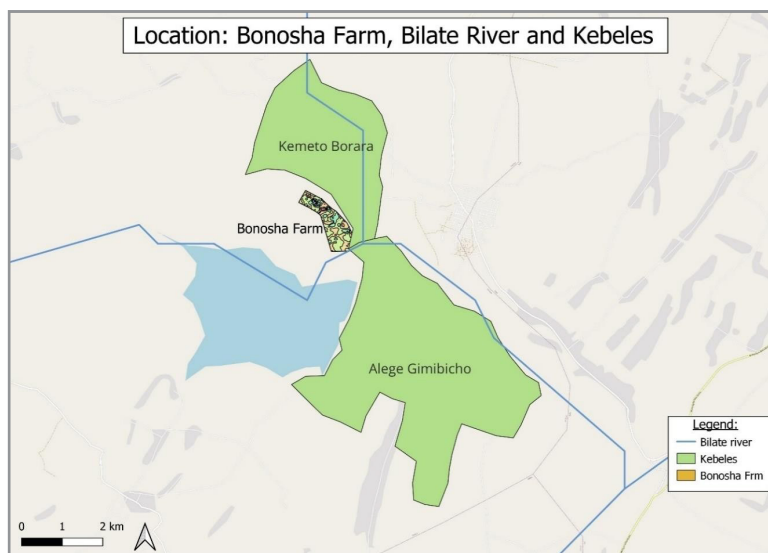 Location: Bonosha Farm, Bilate River and Kebeles
Kemeto Borara
Bonosha Farm
Alege Gimibicho
Legend:
Bilate river
Kebeles
Bonosha Frm
0 1 2 km